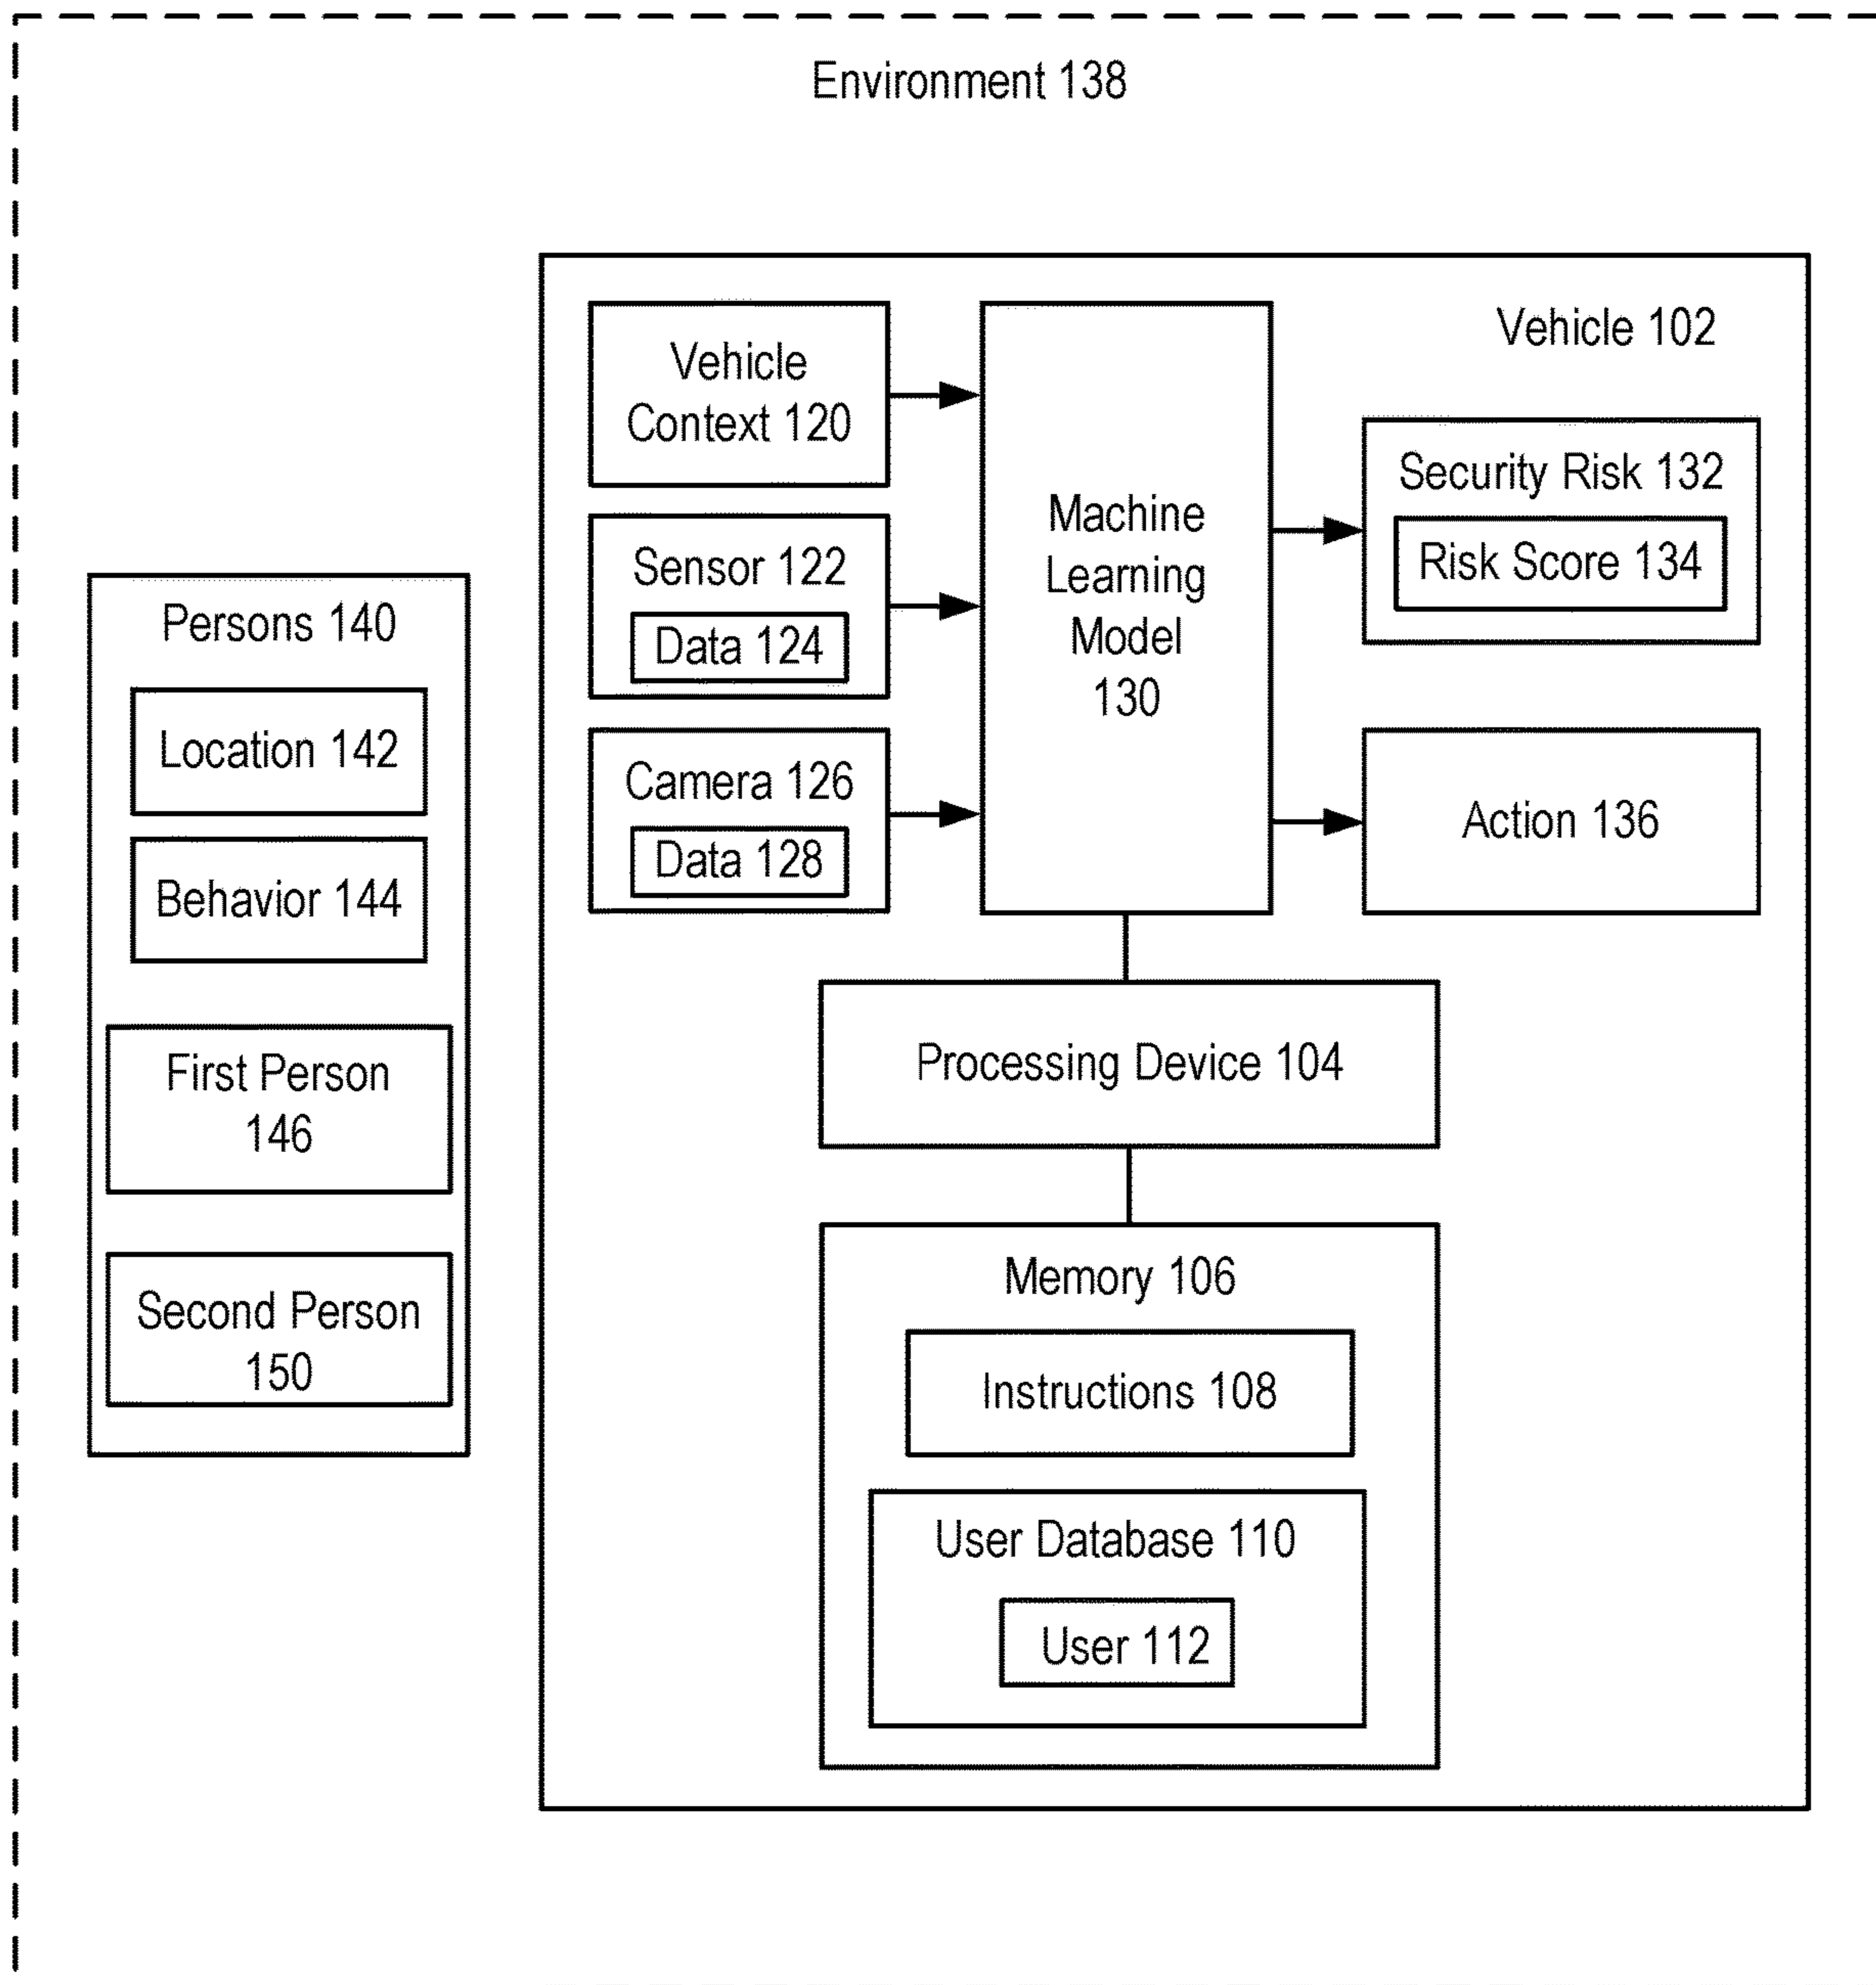 Environment 138
Vehicle 102
Vehicle
Context 120
Sensor 122
Data 124
Camera 126
Data 128
Machine
Learning
Model
130
Security Risk 132
Risk Score 134
Action 136
Persons 140
Location 142
Behavior 144
First Person
146
Second Person
150
Processing Device 104
Memory 106
Instructions 108
User Database 110
User 112